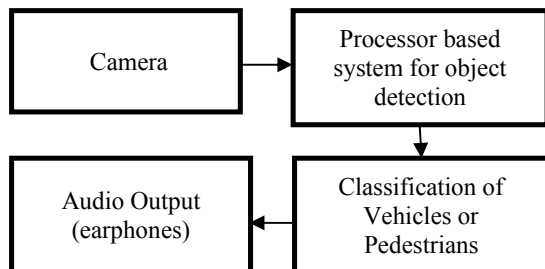 Camera
Processor based
system for object
detection
Classification of
Vehicles or
Pedestrians
Audio Output
(earphones)